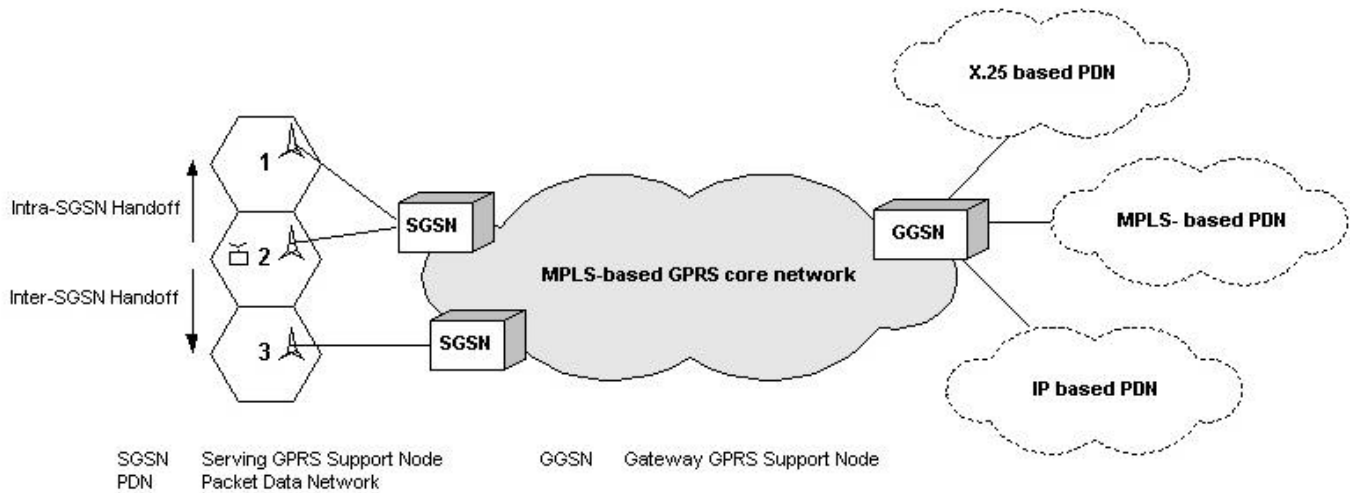 X.25 based PDN
1
Intra-SGSN Handoff
SGSN
GGSN
MPLS- based PDN
2
MPLS-based GPRS core network
Inter-SGSN Handoff
3
SGSN
IP based PDN
SGSN Serving GPRS Support Node GGSN Gateway GPRS Support Node
PDN Packet Data Network